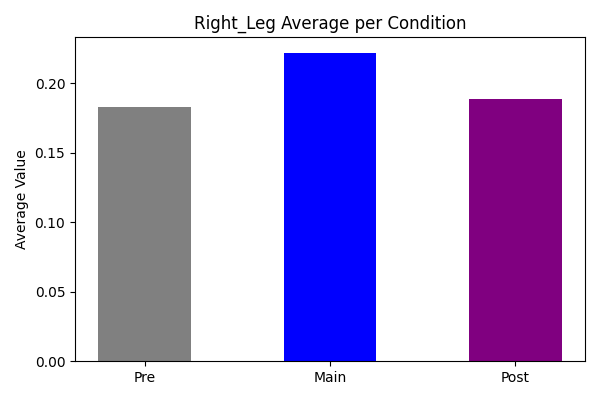 Right_Leg Average per Condition
Average Value
0.20
0.15
0.10
0.05
0.00
Pre
Main
Post